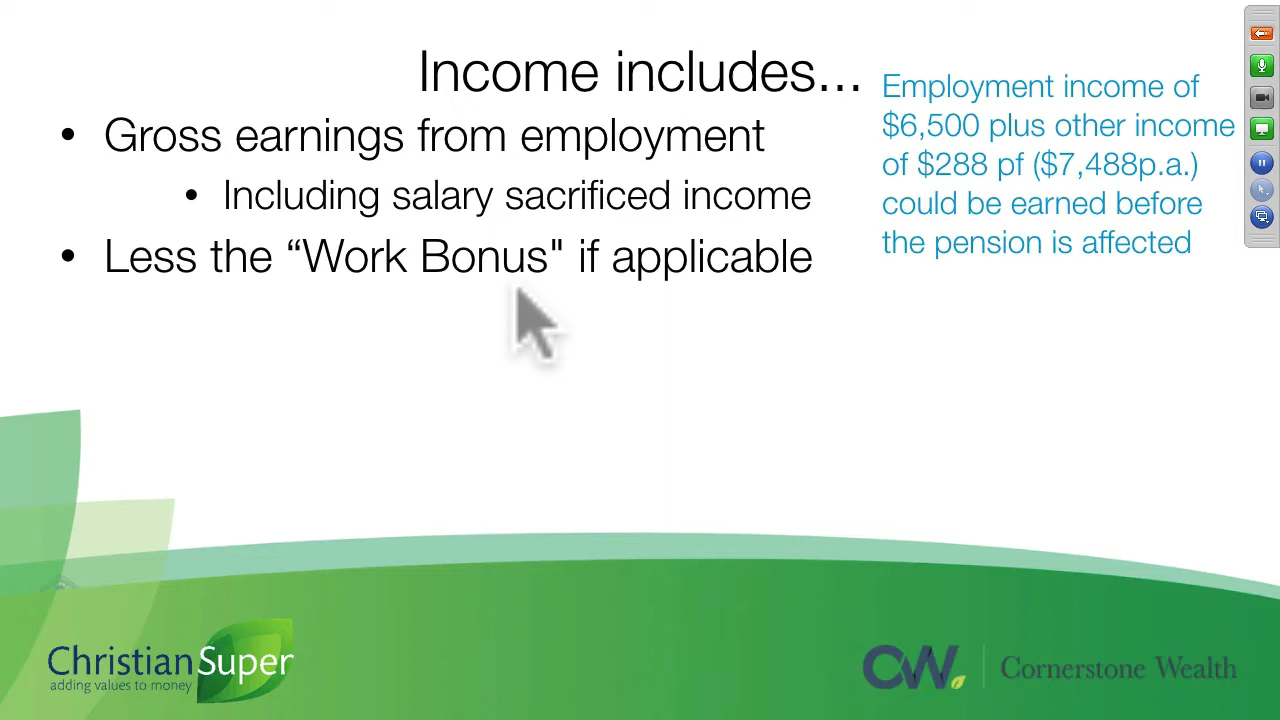 Income includes...
• Gross earnings from employment
• Including salary sacrificed income
• Less the “Work Bonus" if applicable
Employment income of
$6,500 plus other income
of $288 pf ($7,488p.a.)
could be earned before
the pension is affected
ChristianSuper
adding values to money
CW
Cornerstone Wealth